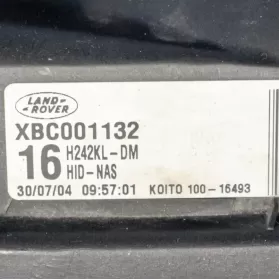 LAND-
ROVER
XBC001132
16 H242KL-DM
HID-NAS
30/07/04 09:57:01 KOITO 100-16493